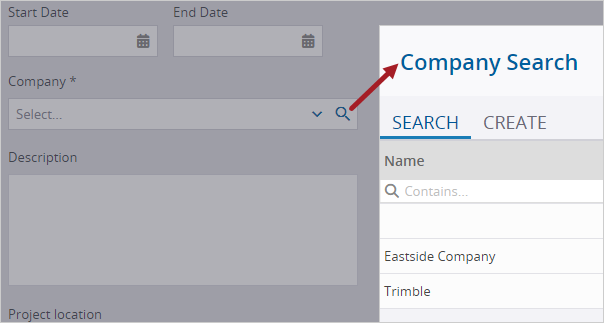 Start Date
End Date
Company *
Select...
Description
Project location
Company Search
SEARCH
CREATE
Name
Contains...
Eastside Company
Trimble